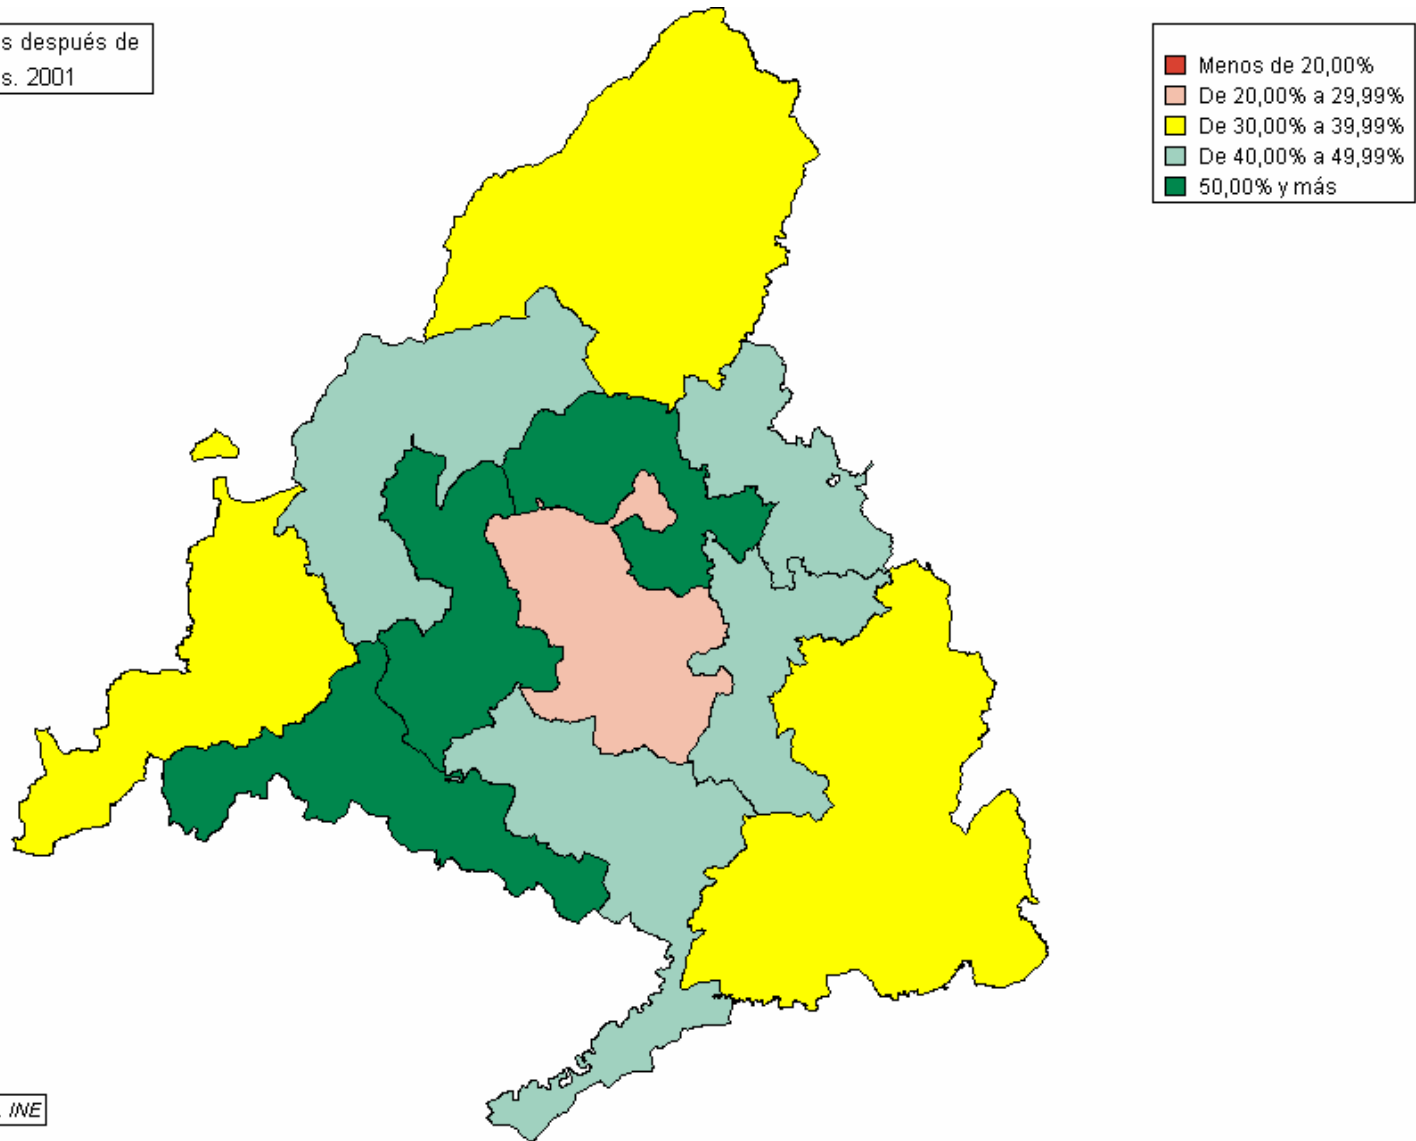 s después de
s. 2001
Menos de 20,00%
De 20,00% a 29,99%
De 30,00% a 39,99%
De 40,00% a 49,99%
50,00% y más
. INE